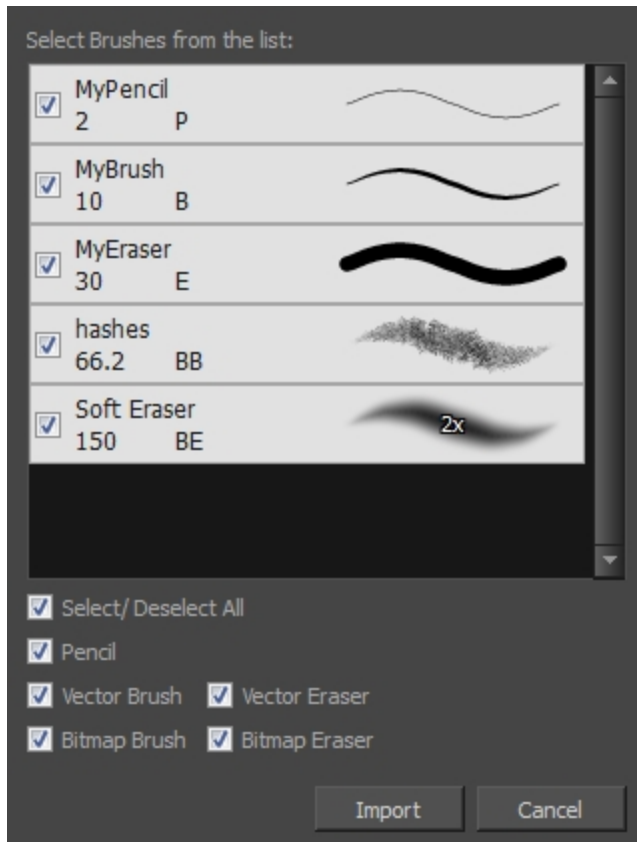 Select Brushes from the list:
MyPencil
2 P
MyBrush
10 B
MyEraser
30 E
hashes
66.2 BB
Soft Eraser
150 BE
2x
Select/ Deselect All
Pencil
Vector Brush Vector Eraser
Bitmap Brush Bitmap Eraser
Import Cancel